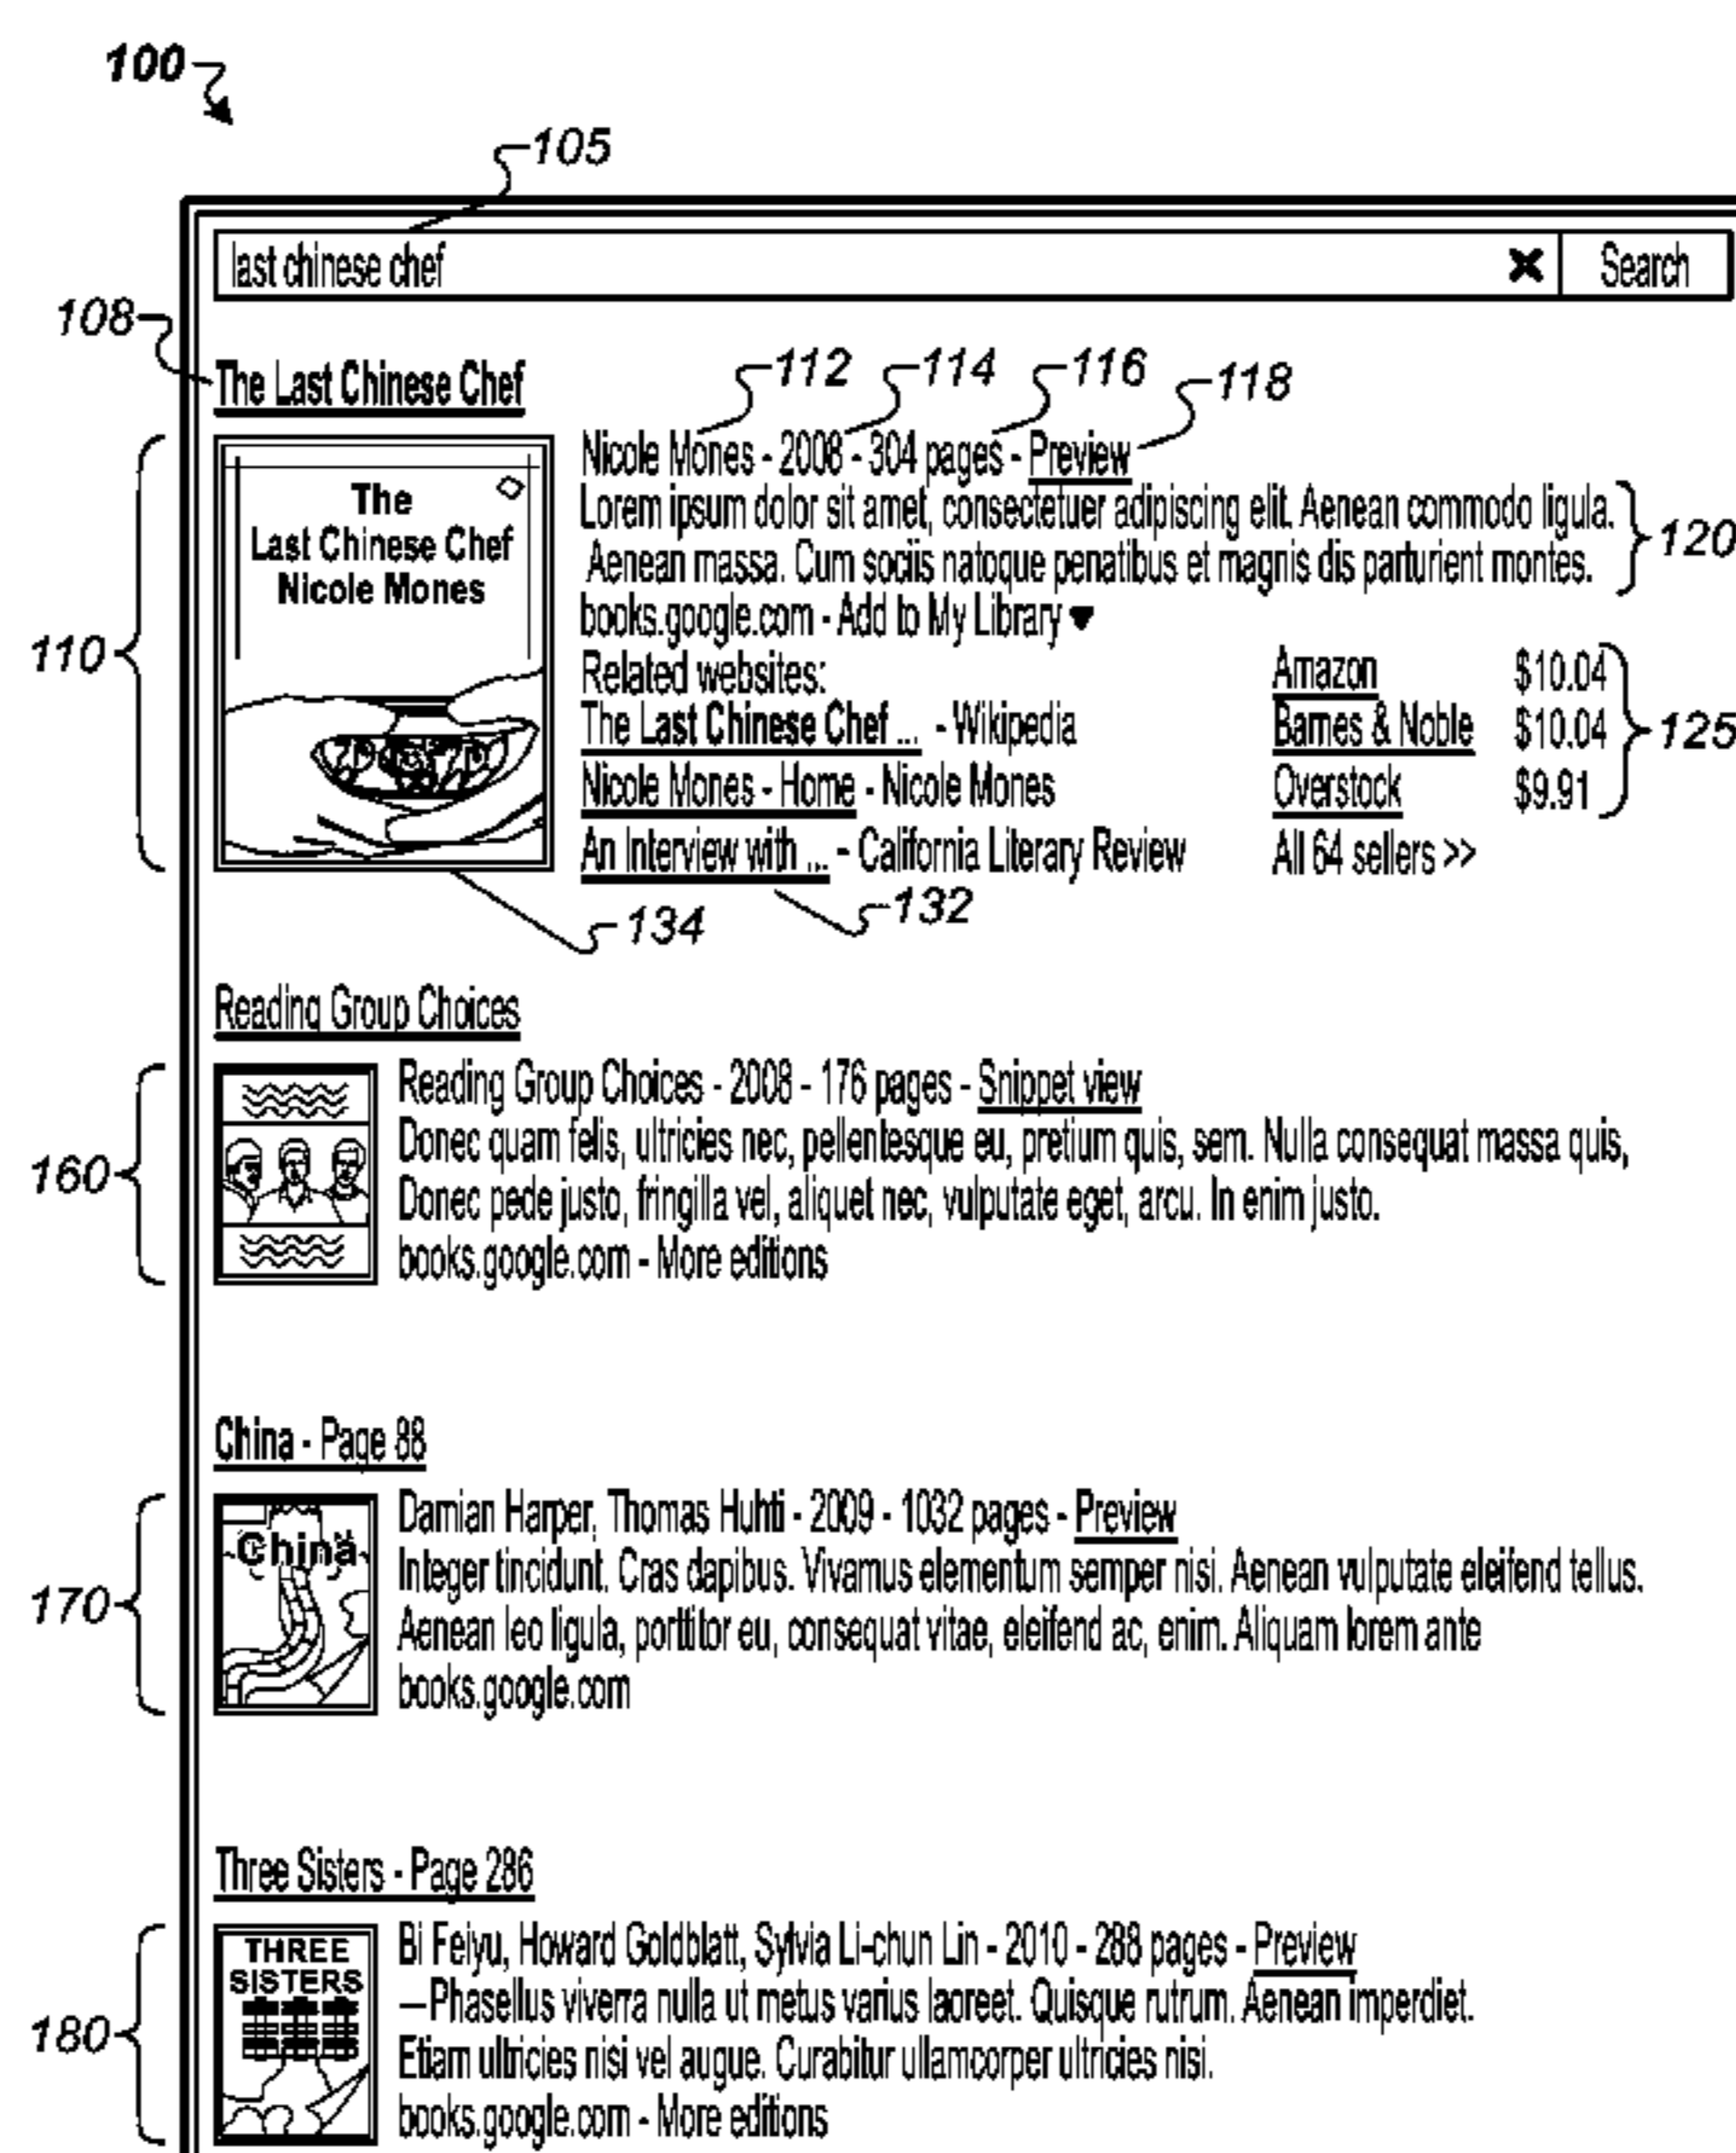 100
105
last chinese chef ✖ Search
108
The Last Chinese Chef
112 114 116 118
The
Last Chinese Chef
Nicole Mones
110
Nicole Mones - 2008 - 304 pages - Preview
Lorem ipsum dolor sit amet, consectetuer adipiscing elit. Aenean commodo ligula.
Aenean massa. Cum sociis natoque penatibus et magnis dis parturient montes.
120
books.google.com - Add to My Library ▼
Related websites:
The Last Chinese Chef ... - Wikipedia
Nicole Mones - Home - Nicole Mones
An Interview with ... - California Literary Review
Amazon $10.04
Barnes & Noble $10.04
Overstock $9.91
All 64 sellers >>
125
134
132
Reading Group Choices
160
Reading Group Choices - 2008 - 176 pages - Snippet view
Donec quam felis, ultricies nec, pellentesque eu, pretium quis, sem. Nulla consequat massa quis,
Donec pede justo, fringilla vel, aliquet nec, vulputate eget, arcu. In enim justo.
books.google.com - More editions
China - Page 88
170
China
Damian Harper, Thomas Huhti - 2009 - 1032 pages - Preview
Integer tincidunt. Cras dapibus. Vivamus elementum semper nisi. Aenean vulputate eleifend tellus.
Aenean leo ligula, porttitor eu, consequat vitae, eleifend ac, enim. Aliquam lorem ante
books.google.com
Three Sisters - Page 286
180
THREE
SISTERS
Bi Feiyu, Howard Goldblatt, Sylvia Li-chun Lin - 2010 - 288 pages - Preview
—Phasellus viverra nulla ut metus varius laoreet. Quisque rutrum. Aenean imperdiet.
Etiam ultricies nisi vel augue. Curabitur ullamcorper ultricies nisi.
books.google.com - More editions